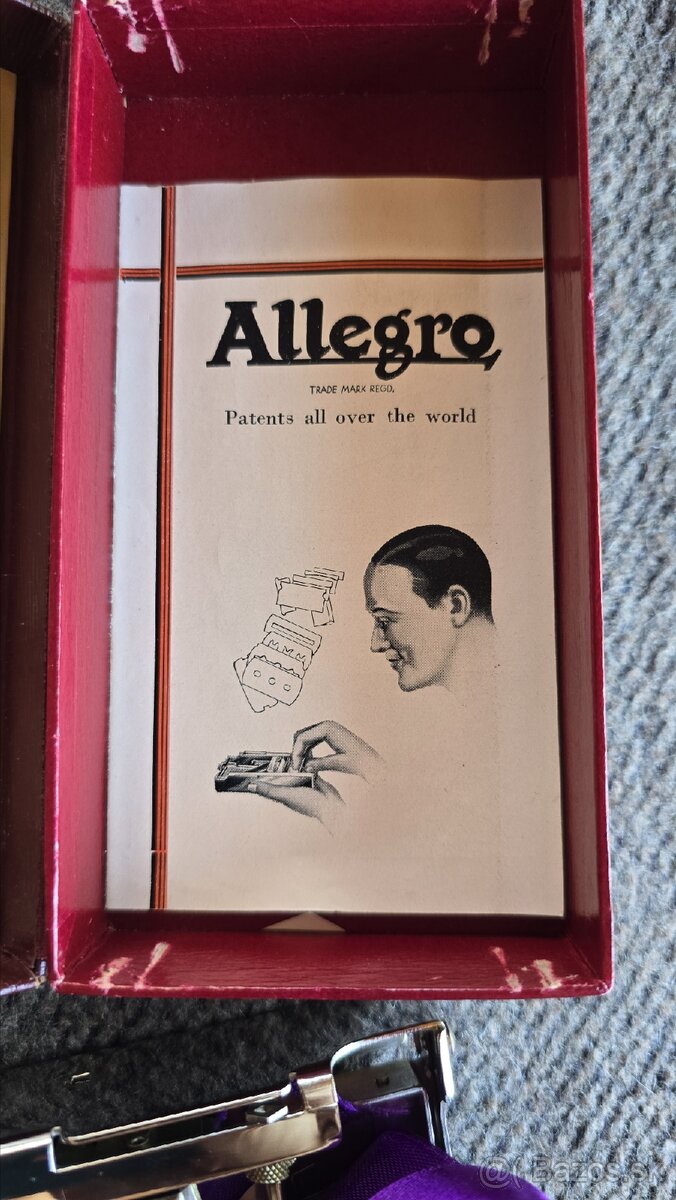 Allegro
TRADE MARK REGD.
Patents all over the world
Bazos.sk